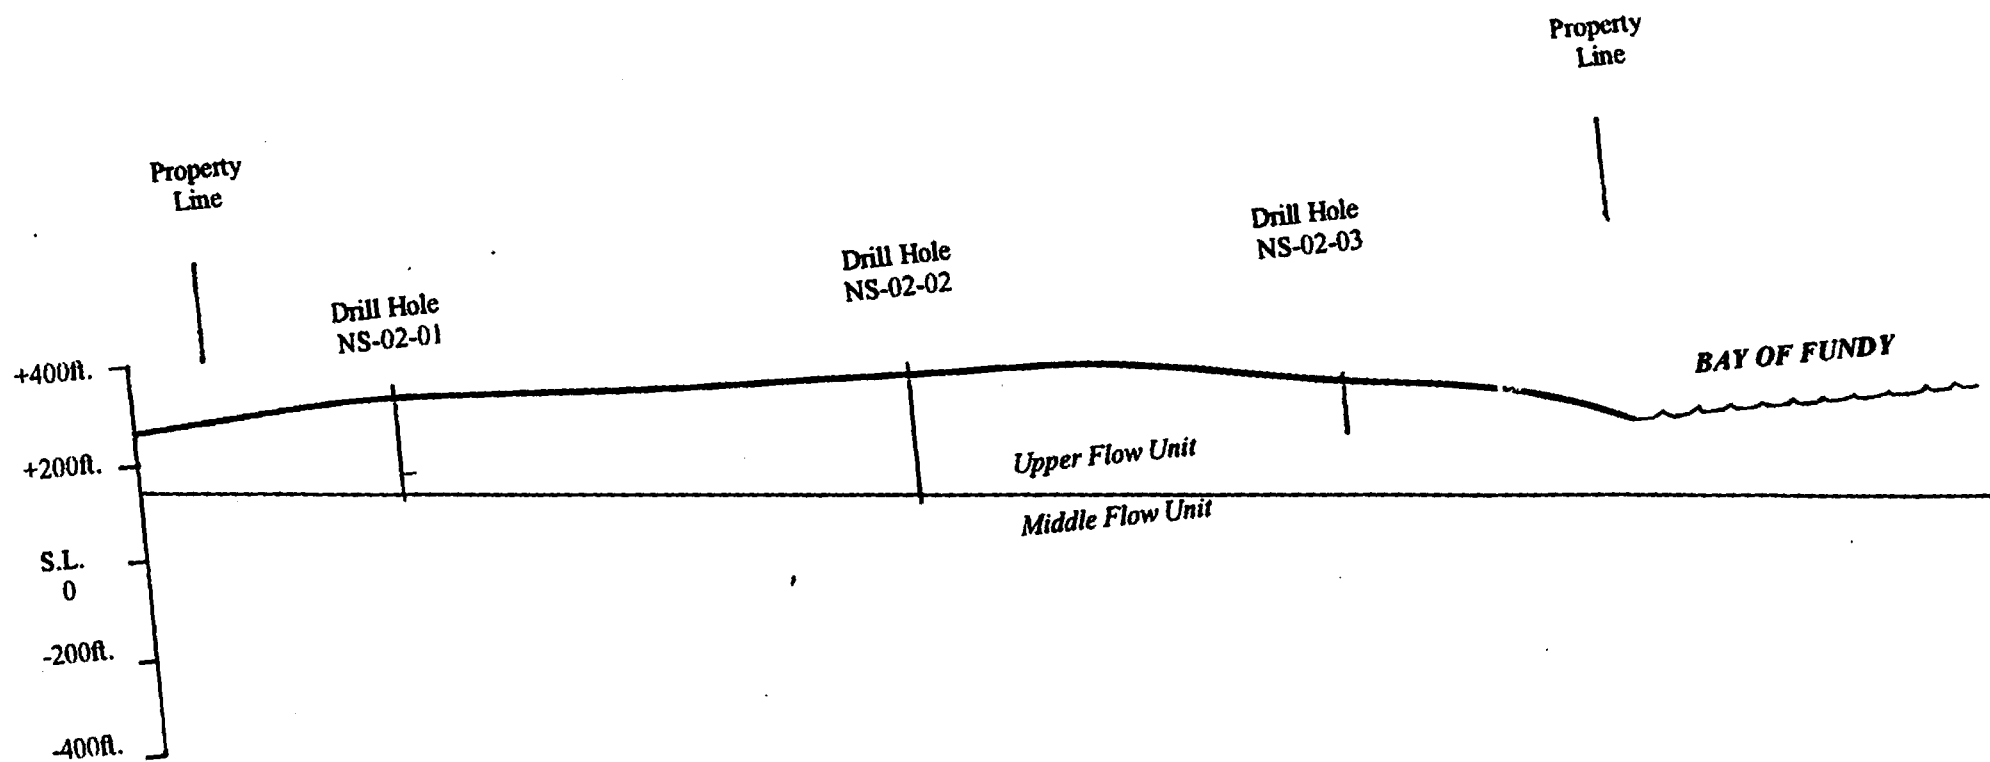 Property
Line
Property
Line
Drill Hole
NS-02-01
Drill Hole
NS-02-02
Drill Hole
NS-02-03
BAY OF FUNDY
+400ft.
+200ft.
S.L.
0
-200ft.
-400ft.
Upper Flow Unit
Middle Flow Unit